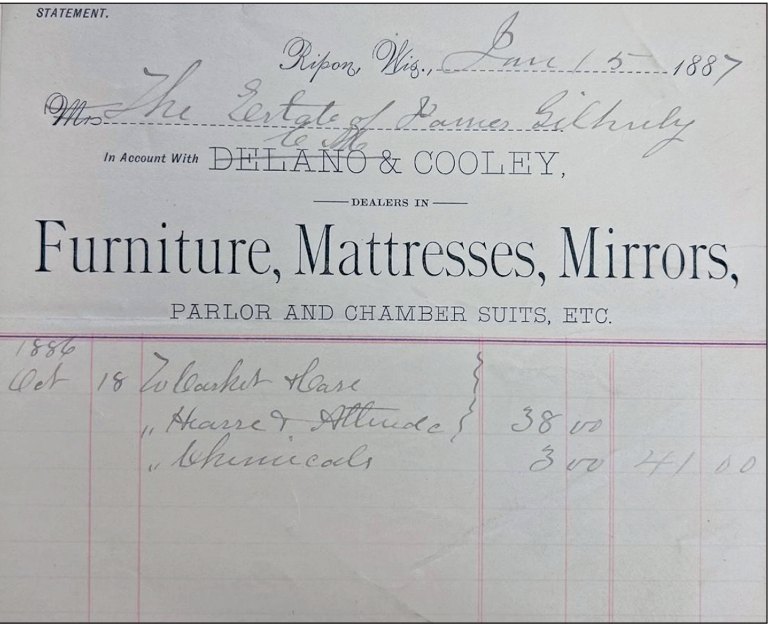 STATEMENT.
Ripon, Wis., Jan 15 1887
Mrs The Estate of James Gilhuly
C M
In Account With DELANO & COOLEY,
DEALERS IN
Furniture, Mattresses, Mirrors,
PARLOR AND CHAMBER SUITS, ETC.
1886
Oct 18 To Casket & Case
" Hearse & Attendc 38 00
" Chemicals 3 00 41 00